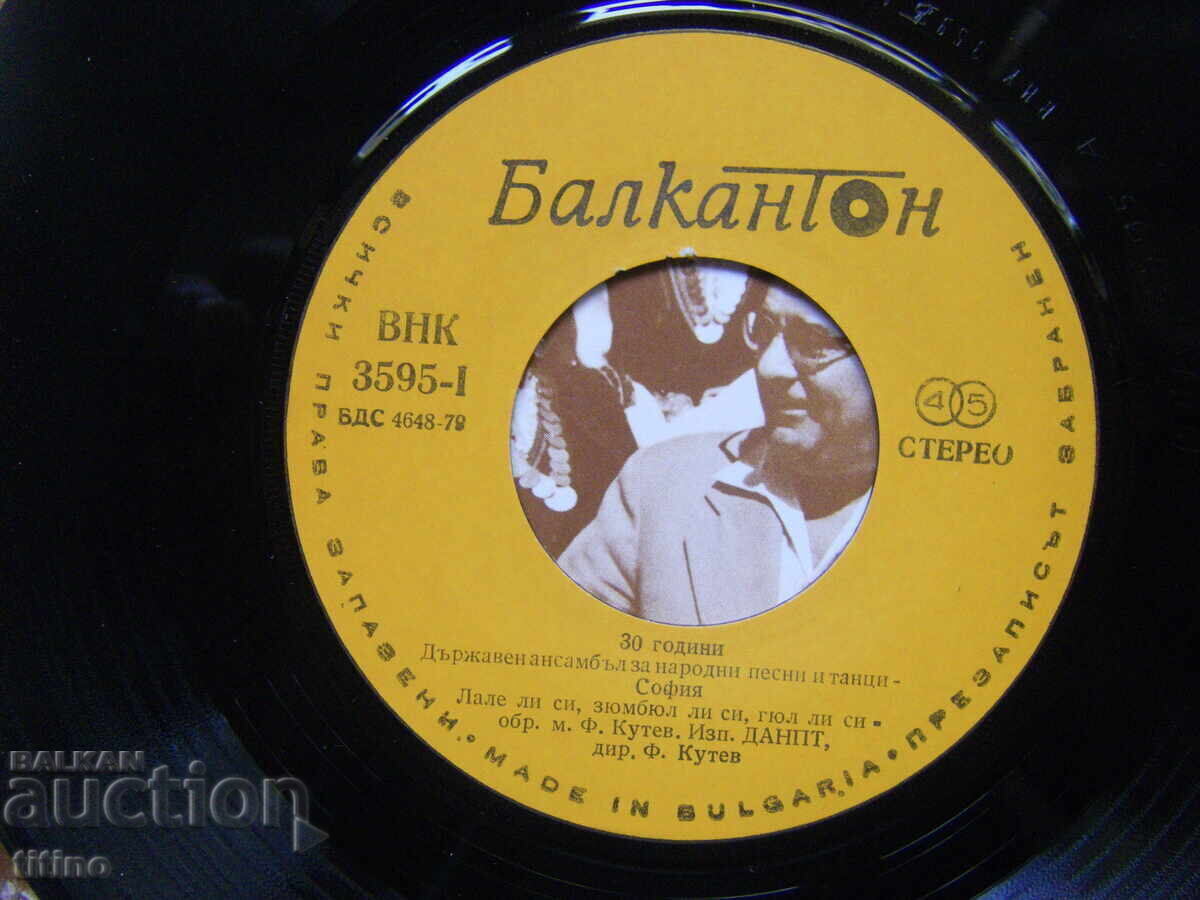 Балкантон
ВНК
3595-I
БДС 4648-78
45
СТЕРЕО
30 години
Държавен ансамбъл за народни песни и танци -
София
Лале ли си, зюмбюл ли си, гюл ли си -
обр. м. Ф. Кутев. Изп. ДАНПТ,
дир. Ф. Кутев
ВСИЧКИ ПРАВА ЗАПАЗЕНИ. MADE IN BULGARIA • ПРЕЗАПИСЪТ ЗАБРАНЕН
BALKAN
auction
titino